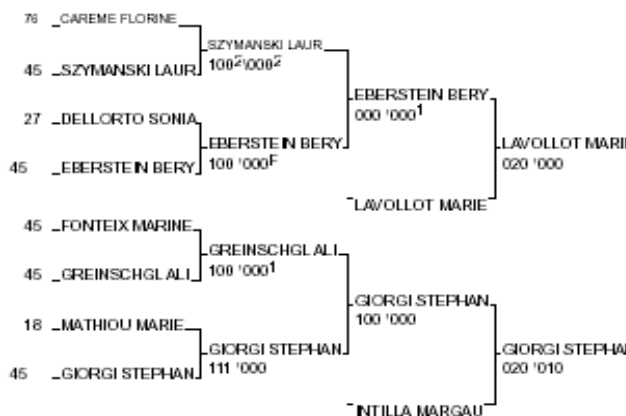 76 CAREME FLORINE
SZYMANSKI LAUR
45 SZYMANSKI LAUR
100²\000²
27 DELLORTO SONIA
EBERSTEIN BERY
000 '000¹
EBERSTEIN BERY
LAVOLLOT MARIE
100 '000F
020 '000
45 EBERSTEIN BERY
LAVOLLOT MARIE
45 FONTEIX MARINE
GREINSCHGL ALI
100 '000¹
45 GREINSCHGL ALI
GIORGI STEPHAN
100 '000
18 MATHIOU MARIE
GIORGI STEPHAN
111 '000
GIORGI STEPHA
020 '010
45 GIORGI STEPHAN
INTILLA MARGAU